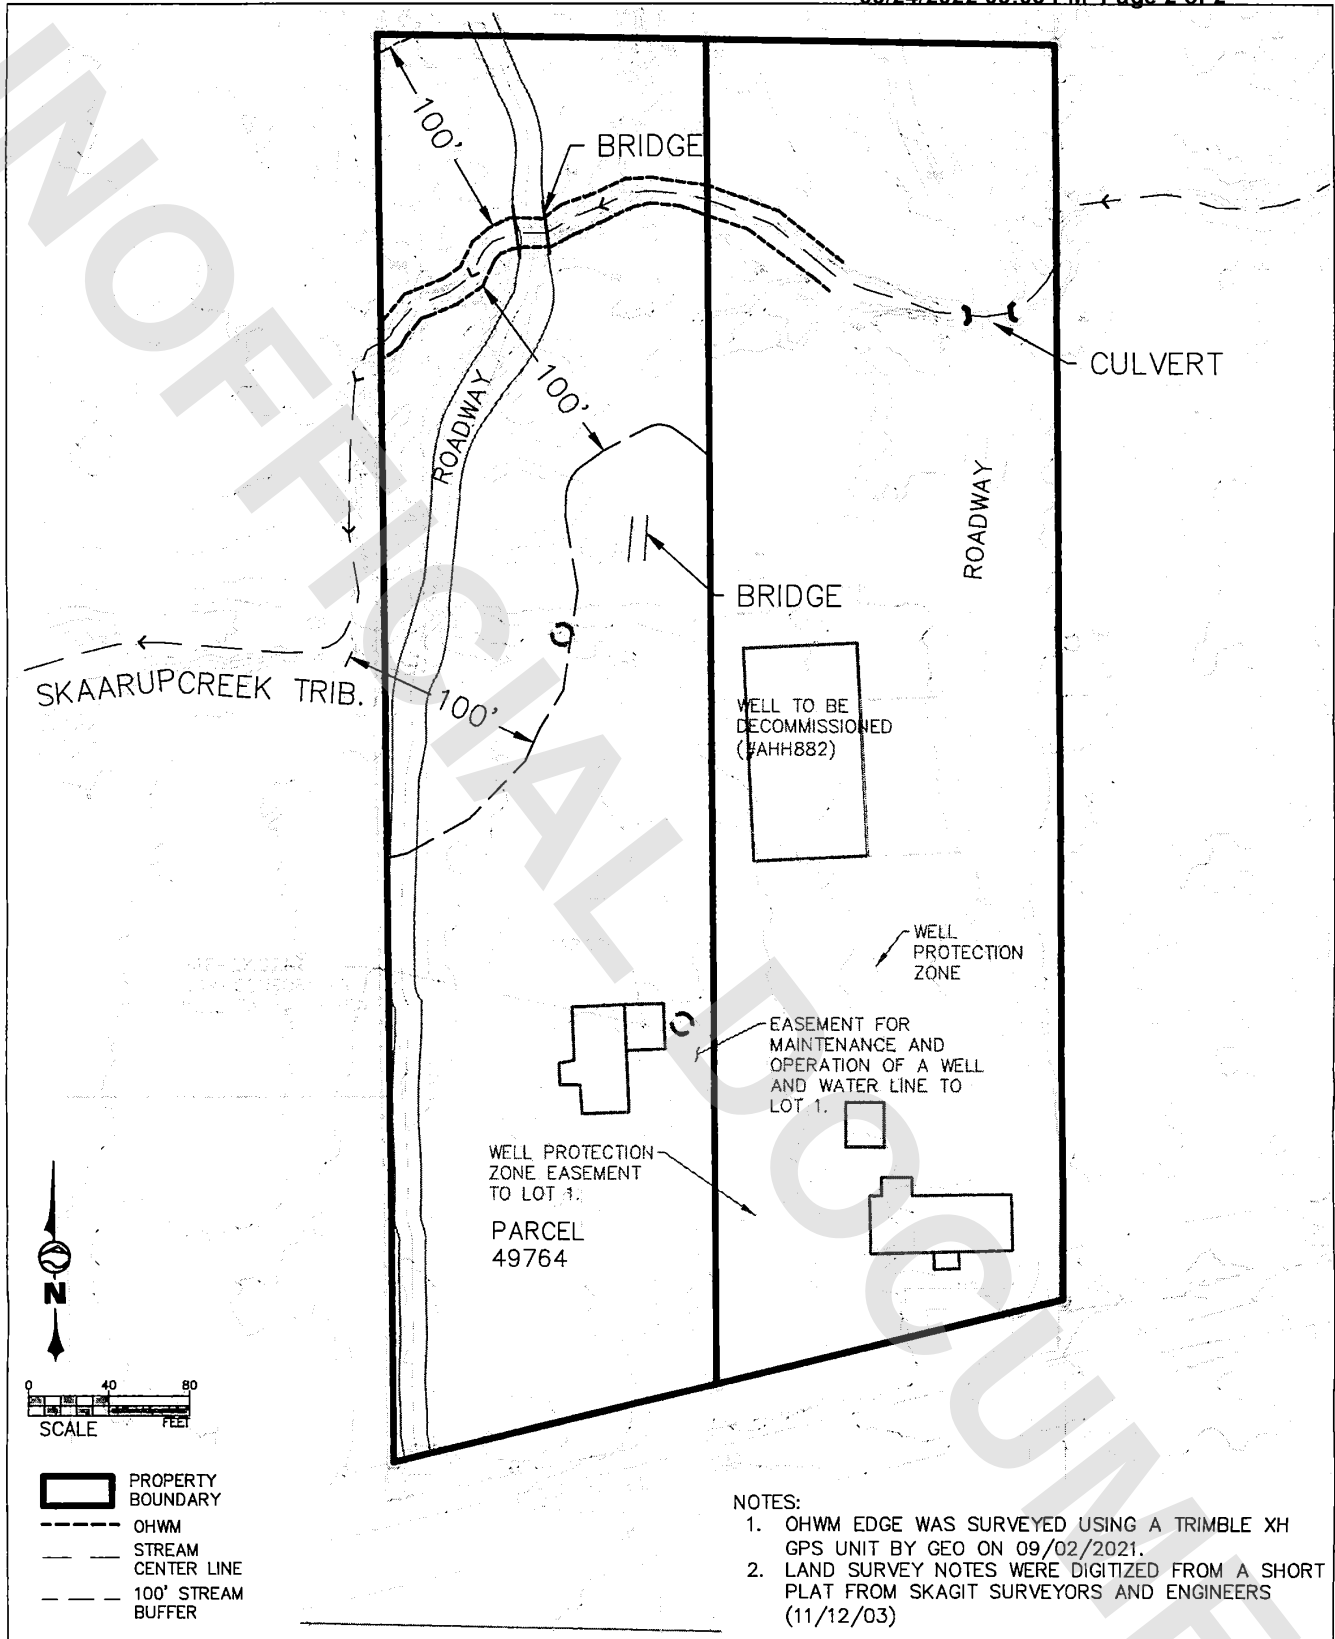 100'
BRIDGE
CULVERT
100'
ROADWAY
ROADWAY
BRIDGE
SKAARUPCREEK TRIB.
100'
WELL TO BE
DECOMMISSIONED
(#AHH882)
WELL
PROTECTION
ZONE
EASEMENT FOR
MAINTENANCE AND
OPERATION OF A WELL
AND WATER LINE TO
LOT 1.
WELL PROTECTION
ZONE EASEMENT
TO LOT 1.
PARCEL
49764
N
0 40 80
SCALE FEET
PROPERTY
BOUNDARY
OHWM
STREAM
CENTER LINE
100' STREAM
BUFFER
NOTES:
1. OHWM EDGE WAS SURVEYED USING A TRIMBLE XH
GPS UNIT BY GEO ON 09/02/2021.
2. LAND SURVEY NOTES WERE DIGITIZED FROM A SHORT
PLAT FROM SKAGIT SURVEYORS AND ENGINEERS
(11/12/03)
UNOFFICIAL DOCUMENT